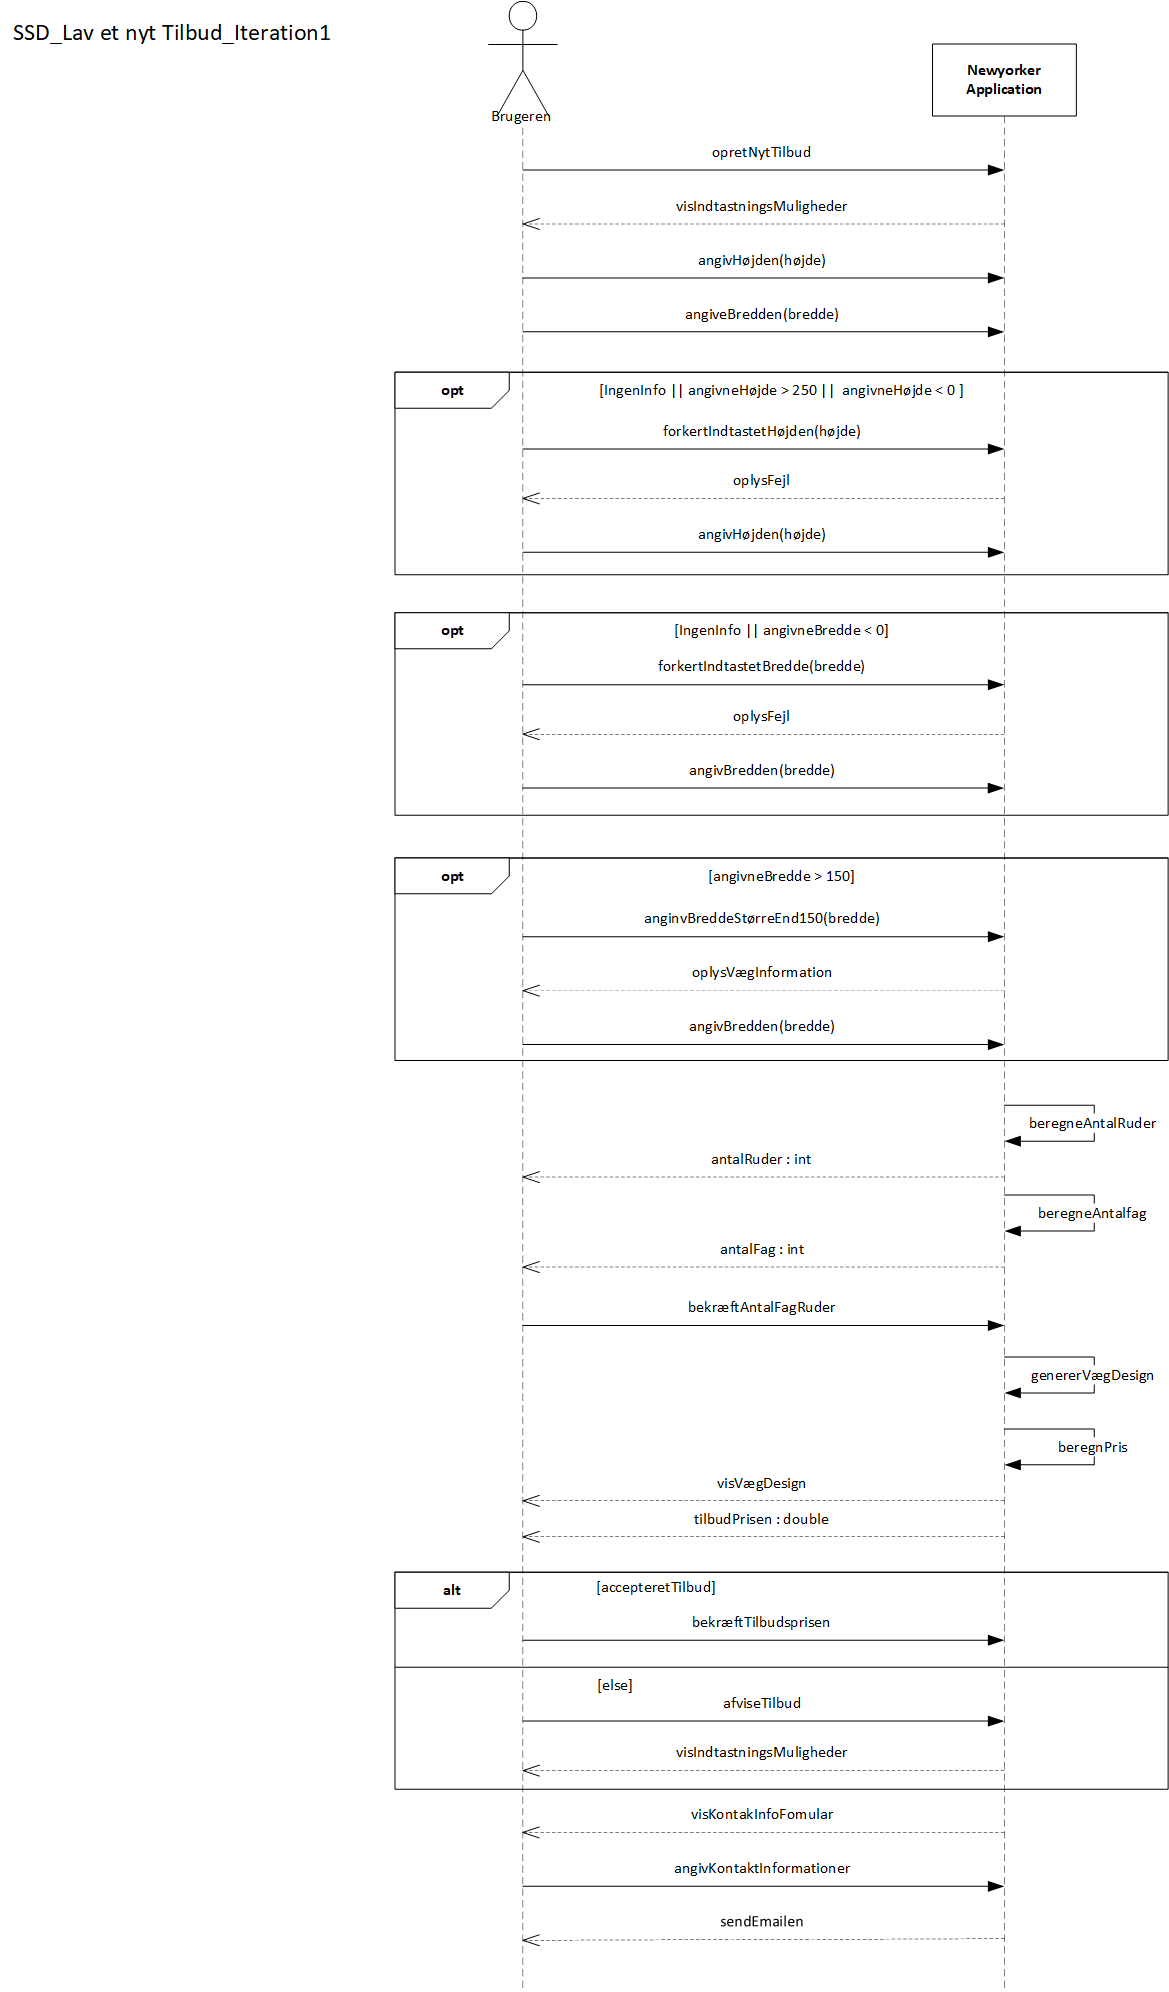 SSD_Lav et nyt Tilbud_Iteration1
Brugeren
Newyorker
Application
opretNytTilbud
visIndtastningsMuligheder
angivHøjden(højde)
angiveBredden(bredde)
opt
[IngenInfo || angivneHøjde > 250 || angivneHøjde < 0 ]
forkertIndtastetHøjden(højde)
oplysFejl
angivHøjden(højde)
opt
[IngenInfo || angivneBredde < 0]
forkertIndtastetBredde(bredde)
oplysFejl
angivBredden(bredde)
opt
[angivneBredde > 150]
anginvBreddeStørreEnd150(bredde)
oplysVægInformation
angivBredden(bredde)
beregneAntalRuder
antalRuder : int
beregneAntalfag
antalFag : int
bekræftAntalFagRuder
genererVægDesign
beregnPris
visVægDesign
tilbudPrisen : double
alt
[accepteretTilbud]
bekræftTilbudsprisen
[else]
afviseTilbud
visIndtastningsMuligheder
visKontakInfoFomular
angivKontaktInformationer
sendEmailen